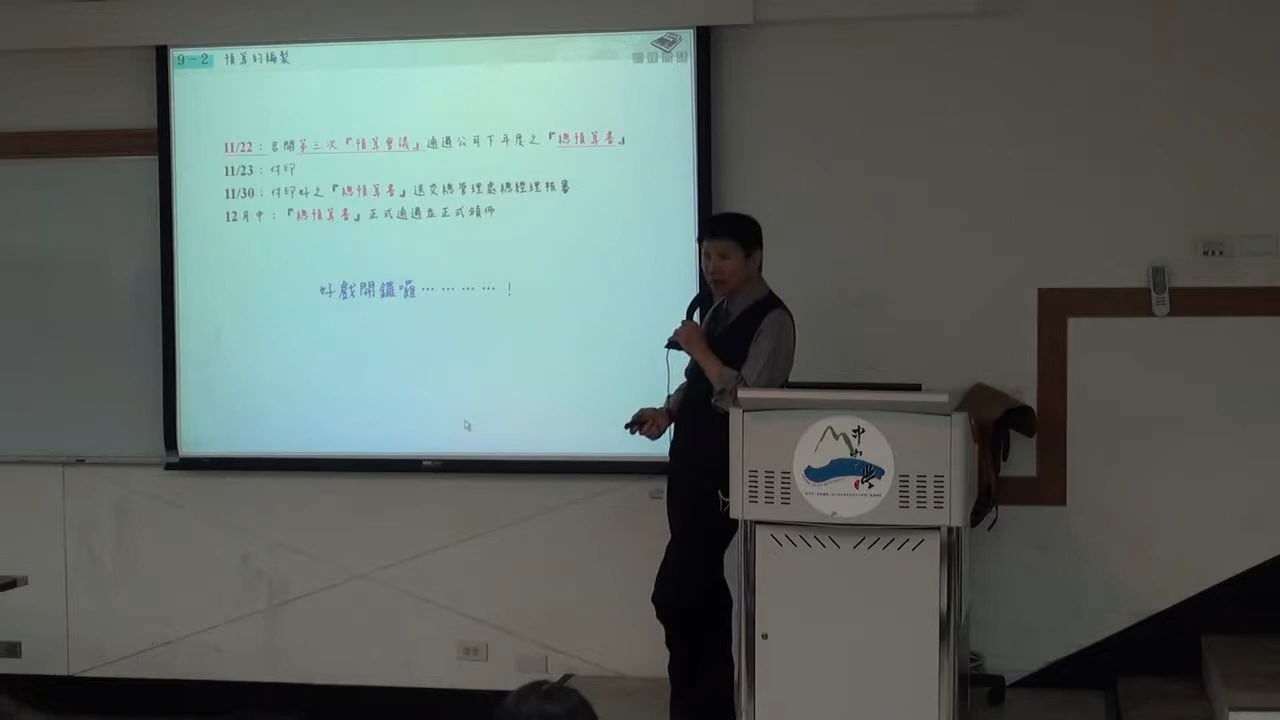 9－2 預算的編製
11/22：召開第三次『預算會議』通過公司下年度之『總預算書』
11/23：付印
11/30：付印好之『總預算書』送交總管理處總經理核審
12月中：『總預算書』正式通過並正式頒佈
好戲開鑼囉…………！
中山學